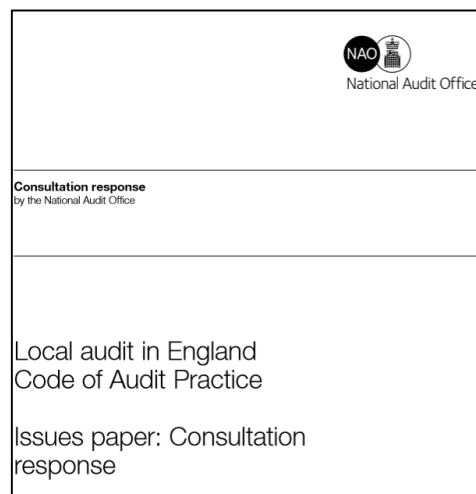 NAO
National Audit Office
Consultation response
by the National Audit Office
Local audit in England
Code of Audit Practice
Issues paper: Consultation
response